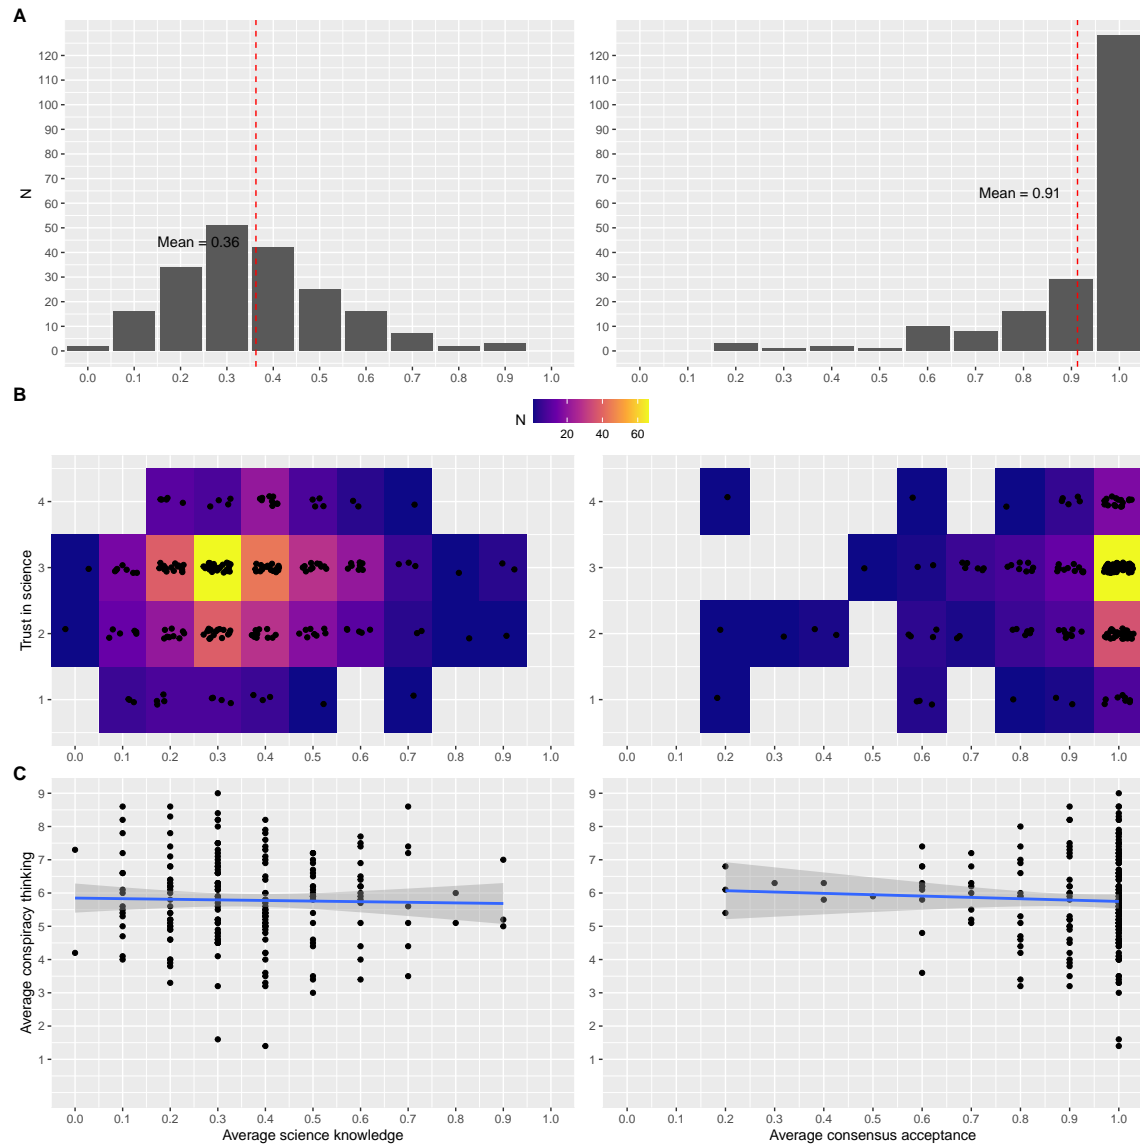 A
N
120
110
100
90
80
70
60
50
40
30
20
10
0
Mean = 0.36
0.0 0.1 0.2 0.3 0.4 0.5 0.6 0.7 0.8 0.9 1.0
120
110
100
90
80
70
60
50
40
30
20
10
0
Mean = 0.91
0.0 0.1 0.2 0.3 0.4 0.5 0.6 0.7 0.8 0.9 1.0
B
N
20 40 60
Trust in science
4
3
2
1
0.0 0.1 0.2 0.3 0.4 0.5 0.6 0.7 0.8 0.9 1.0
4
3
2
1
0.0 0.1 0.2 0.3 0.4 0.5 0.6 0.7 0.8 0.9 1.0
C
Average conspiracy thinking
9
8
7
6
5
4
3
2
1
0.0 0.1 0.2 0.3 0.4 0.5 0.6 0.7 0.8 0.9 1.0
Average science knowledge
9
8
7
6
5
4
3
2
1
0.0 0.1 0.2 0.3 0.4 0.5 0.6 0.7 0.8 0.9 1.0
Average consensus acceptance